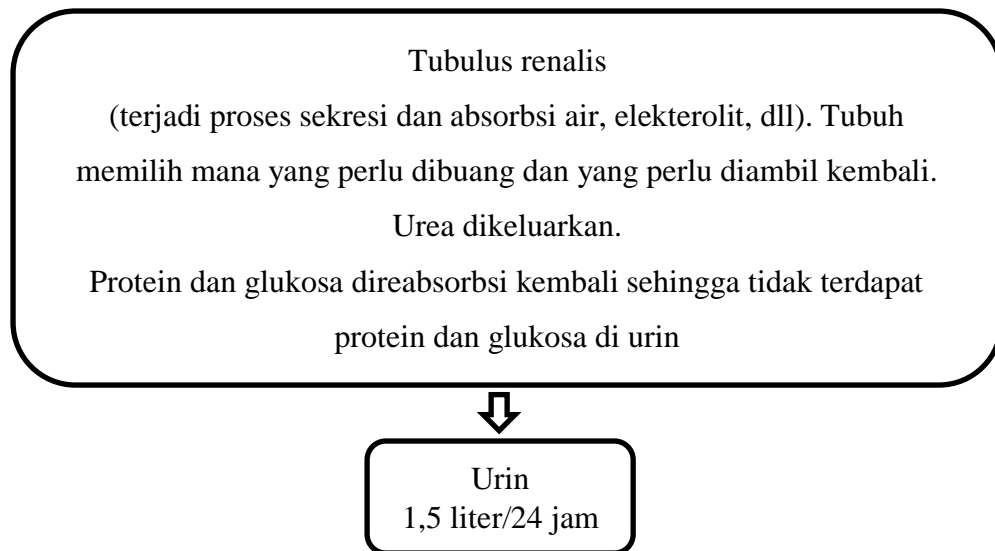 Tubulus renalis
(terjadi proses sekresi dan absorbsi air, elekterolit, dll). Tubuh
memilih mana yang perlu dibuang dan yang perlu diambil kembali.
Urea dikeluarkan.
Protein dan glukosa direabsorbsi kembali sehingga tidak terdapat
protein dan glukosa di urin
Urin
1,5 liter/24 jam